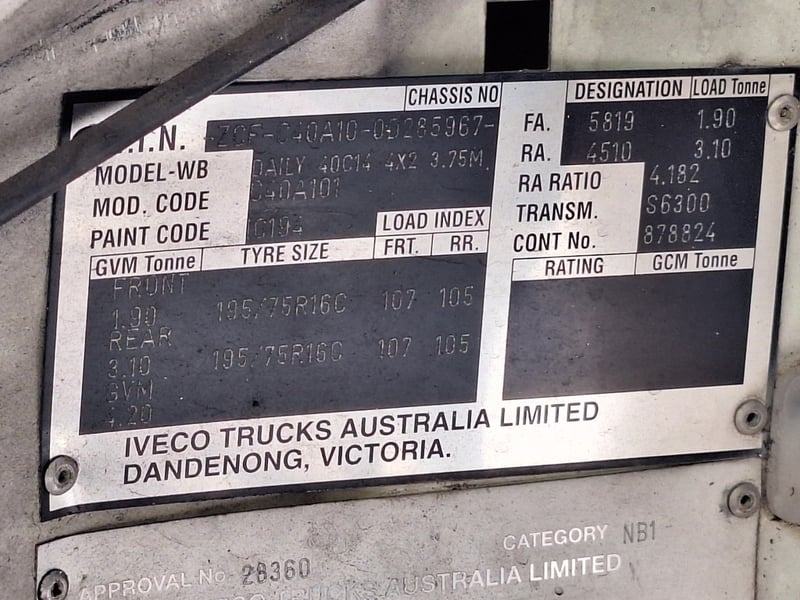 CHASSIS NO
.I.N. -ZCF-C40A10-0D285967-
MODEL-WB DAILY 40C14 4X2 3.75M
MOD. CODE C40A101
PAINT CODE IC194
LOAD INDEX
GVM Tonne TYRE SIZE FRT. RR.
FRONT
1.90 195/75R16C 107 105
REAR
3.10 195/75R16C 107 105
GVM
4.20
DESIGNATION LOAD Tonne
FA. 5819 1.90
RA. 4510 3.10
RA RATIO 4.182
TRANSM. S6300
CONT No. 878824
RATING GCM Tonne
IVECO TRUCKS AUSTRALIA LIMITED
DANDENONG, VICTORIA.
APPROVAL No 28360 CATEGORY NB1
CO TRUCKS AUSTRALIA LIMITED